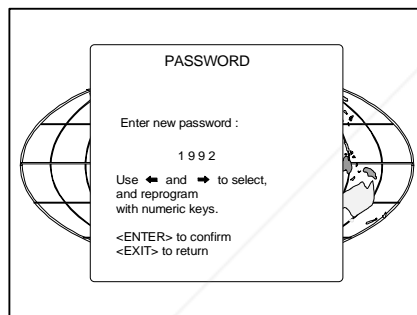 PASSWORD
Enter new password :
1 9 9 2
Use ⬅ and ➡ to select,
and reprogram
with numeric keys.
<ENTER> to confirm
<EXIT> to return